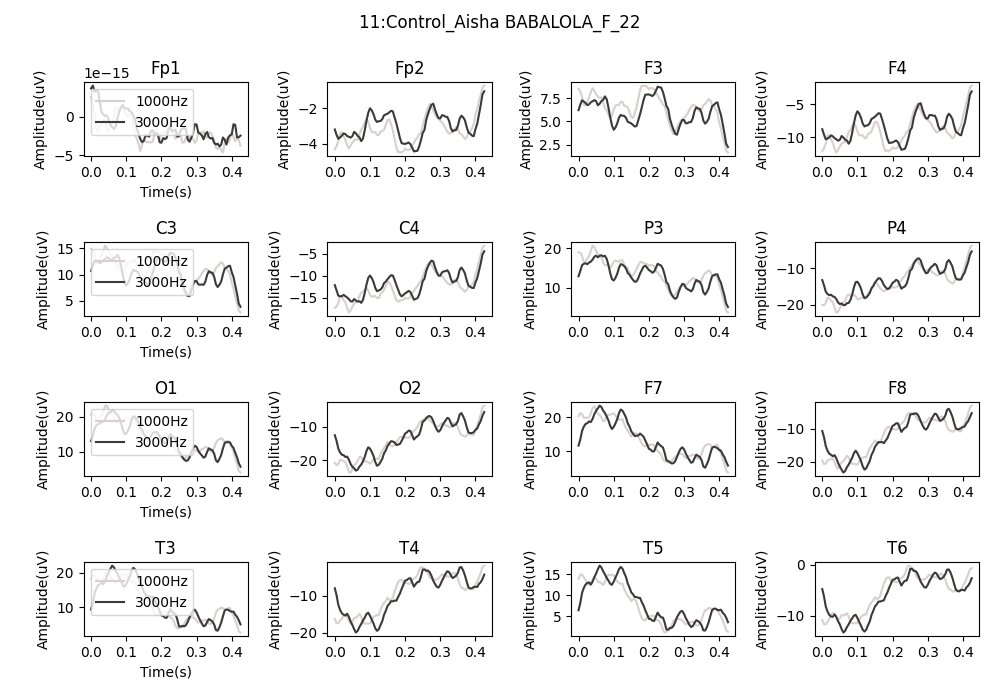 11:Control_Aisha BABALOLA_F_22
1e−15 Fp1 Fp2 F3 F4
Amplitude(uV) Amplitude(uV) Amplitude(uV) Amplitude(uV)
1000Hz
3000Hz
0 −5
−2 −4
7.5 5.0 2.5
−5 −10
0.0 0.1 0.2 0.3 0.4 0.0 0.1 0.2 0.3 0.4 0.0 0.1 0.2 0.3 0.4 0.0 0.1 0.2 0.3 0.4
Time(s)
C3 C4 P3 P4
Amplitude(uV) Amplitude(uV) Amplitude(uV) Amplitude(uV)
1000Hz
3000Hz
15 10 5
−5 −10 −15
20 10
−10 −20
0.0 0.1 0.2 0.3 0.4 0.0 0.1 0.2 0.3 0.4 0.0 0.1 0.2 0.3 0.4 0.0 0.1 0.2 0.3 0.4
Time(s)
O1 O2 F7 F8
Amplitude(uV) Amplitude(uV) Amplitude(uV) Amplitude(uV)
1000Hz
3000Hz
20 10
−10 −20
20 10
−10 −20
0.0 0.1 0.2 0.3 0.4 0.0 0.1 0.2 0.3 0.4 0.0 0.1 0.2 0.3 0.4 0.0 0.1 0.2 0.3 0.4
Time(s)
T3 T4 T5 T6
Amplitude(uV) Amplitude(uV) Amplitude(uV) Amplitude(uV)
1000Hz
3000Hz
20 10
−10 −20
15 10 5
0 −10
0.0 0.1 0.2 0.3 0.4 0.0 0.1 0.2 0.3 0.4 0.0 0.1 0.2 0.3 0.4 0.0 0.1 0.2 0.3 0.4
Time(s)